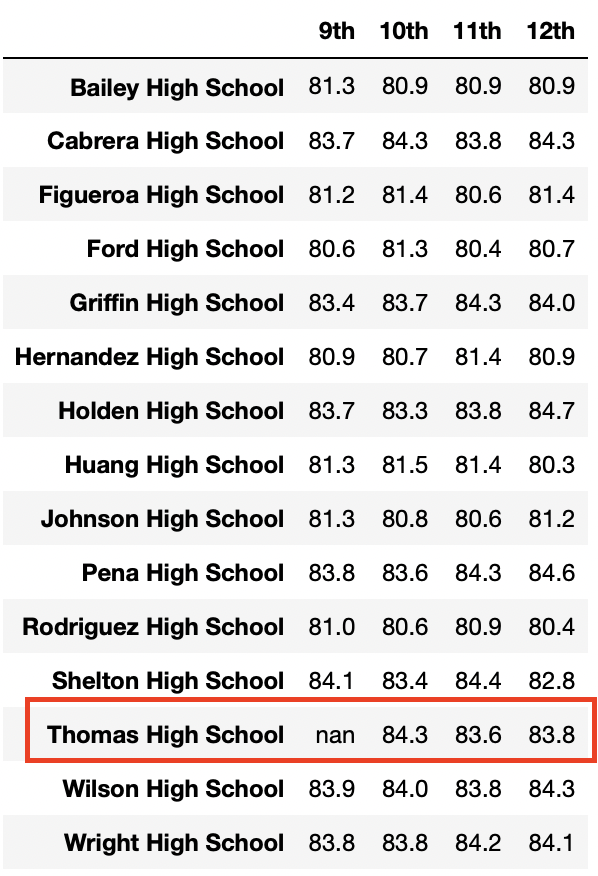 9th 10th 11th 12th
Bailey High School 81.3 80.9 80.9 80.9
Cabrera High School 83.7 84.3 83.8 84.3
Figueroa High School 81.2 81.4 80.6 81.4
Ford High School 80.6 81.3 80.4 80.7
Griffin High School 83.4 83.7 84.3 84.0
Hernandez High School 80.9 80.7 81.4 80.9
Holden High School 83.7 83.3 83.8 84.7
Huang High School 81.3 81.5 81.4 80.3
Johnson High School 81.3 80.8 80.6 81.2
Pena High School 83.8 83.6 84.3 84.6
Rodriguez High School 81.0 80.6 80.9 80.4
Shelton High School 84.1 83.4 84.4 82.8
Thomas High School nan 84.3 83.6 83.8
Wilson High School 83.9 84.0 83.8 84.3
Wright High School 83.8 83.8 84.2 84.1